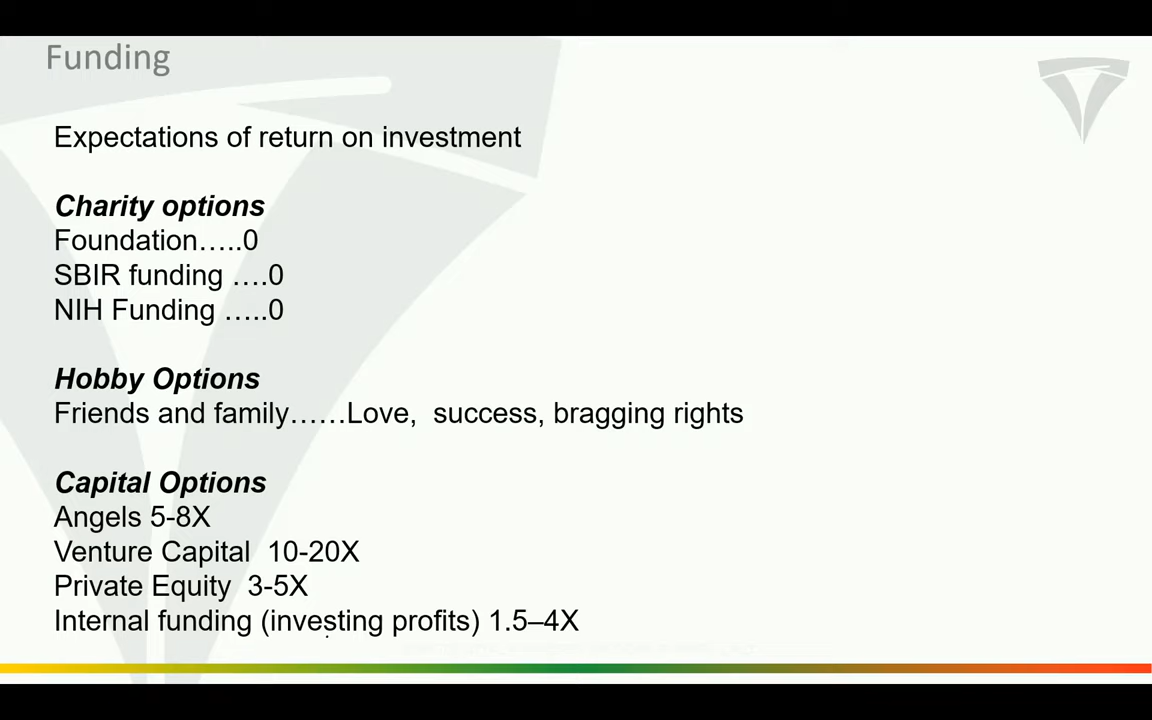 Funding
Expectations of return on investment
Charity options
Foundation…..0
SBIR funding ….0
NIH Funding …..0
Hobby Options
Friends and family……Love,  success, bragging rights
Capital Options
Angels 5-8X
Venture Capital  10-20X
Private Equity  3-5X
Internal funding (investing profits) 1.5–4X